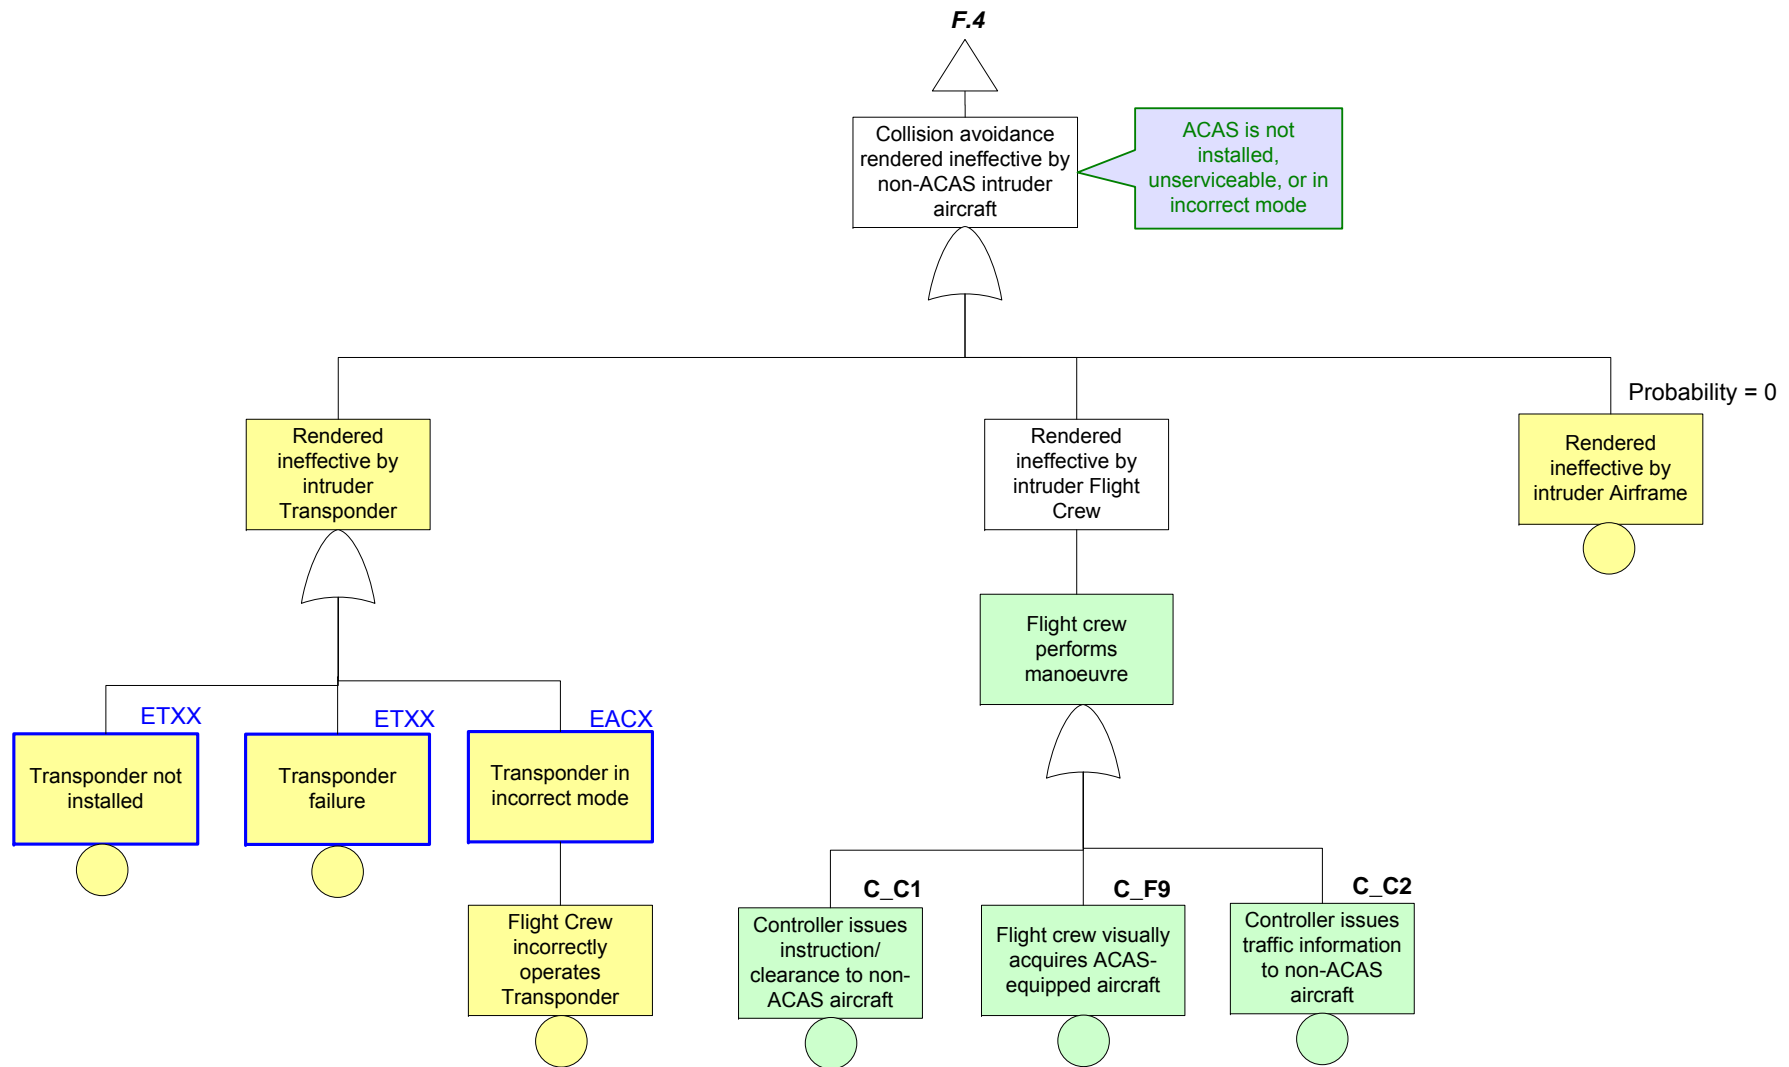 F.4
Collision avoidance
rendered ineffective by
non-ACAS intruder
aircraft
ACAS is not
installed,
unserviceable, or in
incorrect mode
Probability = 0
Rendered
ineffective by
intruder
Transponder
Rendered
ineffective by
intruder Flight
Crew
Rendered
ineffective by
intruder Airframe
Flight crew
performs
manoeuvre
ETXX
ETXX
EACX
Transponder not
installed
Transponder
failure
Transponder in
incorrect mode
C_C1
C_F9
C_C2
Flight Crew
incorrectly
operates
Transponder
Controller issues
instruction/
clearance to non-
ACAS aircraft
Flight crew visually
acquires ACAS-
equipped aircraft
Controller issues
traffic information
to non-ACAS
aircraft